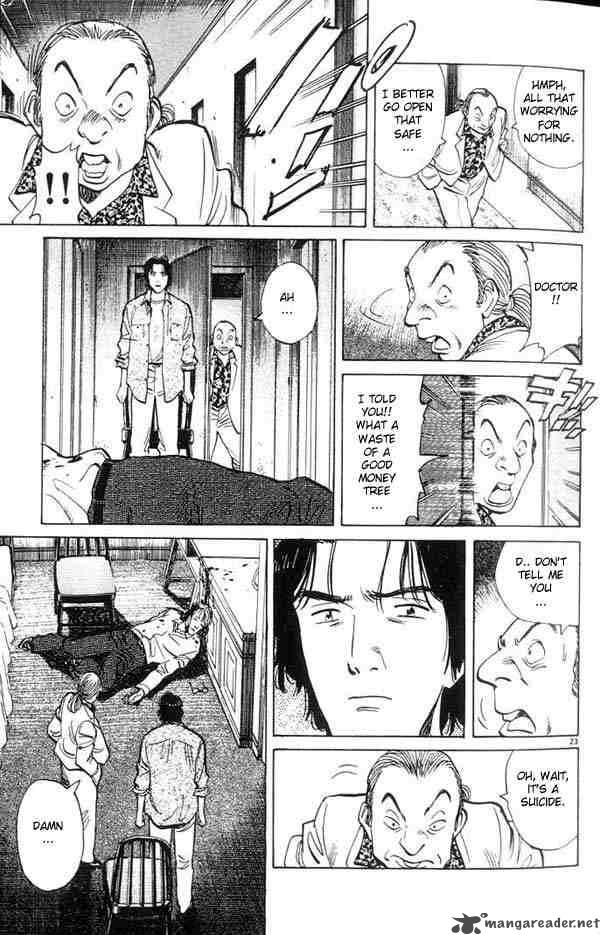 HMPH,
ALL THAT
WORRYING
FOR
NOTHING.
I BETTER
GO OPEN
THAT
SAFE
...
!!
DOCTOR
!!
I TOLD
YOU!!
WHAT A
WASTE
OF A
GOOD
MONEY
TREE
...
AH
...
D.. DON'T
TELL ME
YOU
...
23
OH, WAIT,
IT'S A
SUICIDE.
DAMN
...
mangareader.net